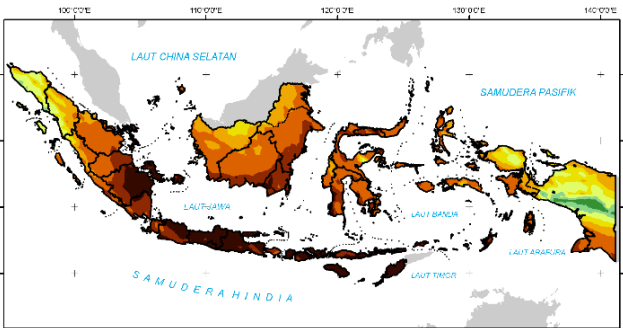 100°0'0"E 110°0'0"E 120°0'0"E 130°0'0"E 140°0'0"E
LAUT CHINA SELATAN
SAMUDERA PASIFIK
LAUT JAWA
LAUT BANDA
LAUT ARAFURA
LAUT TIMOR
SAMUDERA HINDIA